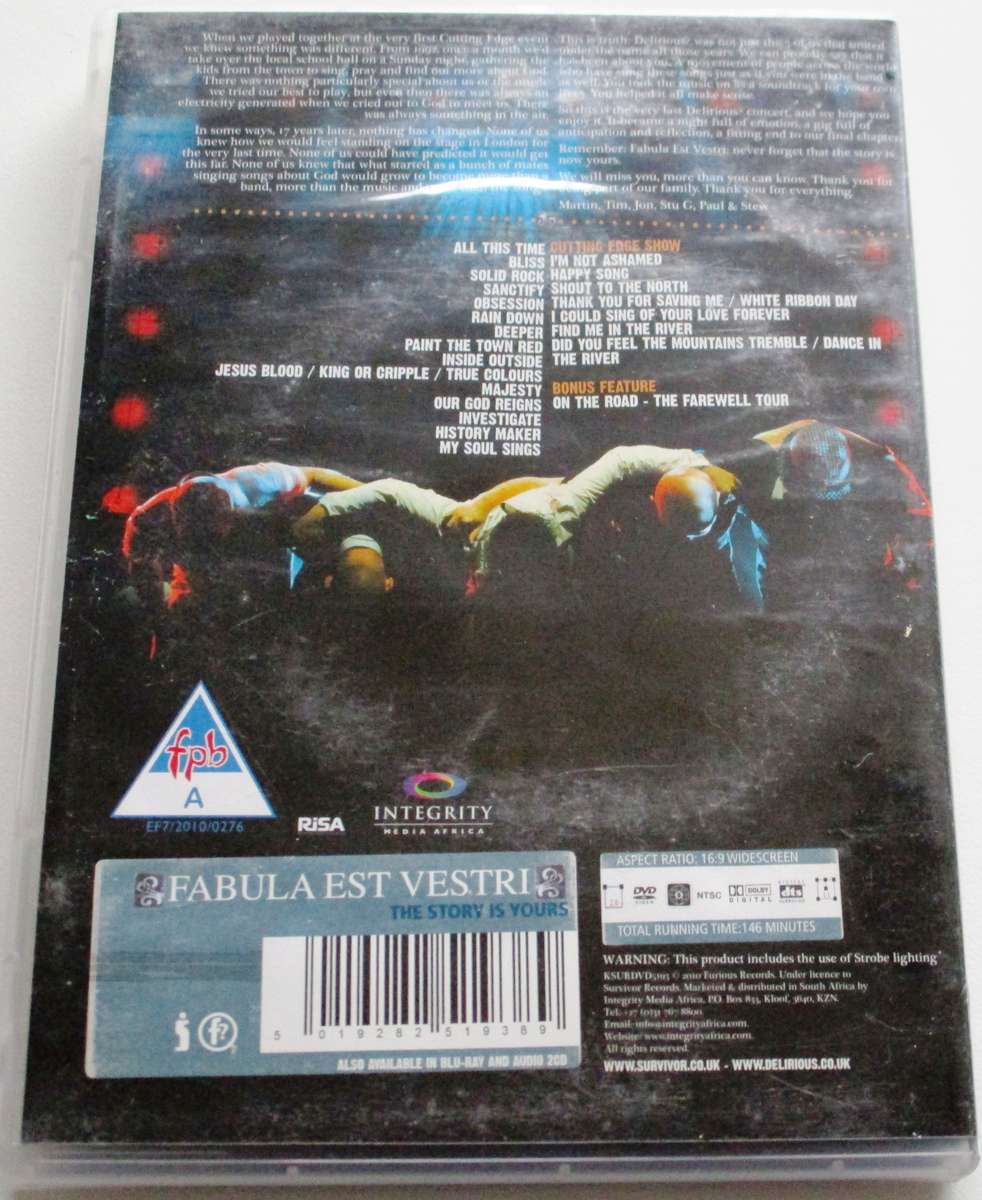 When we played together at the very first Cutting Edge event
we knew something was different. From 1992, once a month we'd
take over the local school hall on a Sunday night, gathering the
kids from the town to sing, pray and find out more about God.
There was nothing particularly special about us or the
we tried our best to play, but even then there was always an
electricity generated when we cried out to God to meet us. There
was always something in the air.
In some ways, 17 years later, nothing has changed. None of us
knew how we would feel standing on the stage in London for
the very last time. None of us could have predicted it would get
this far. None of us knew that what started as a bunch of mates
singing songs about God would grow to become more than a
band, more than the music and
This is truth: Delirious? was not just the of us that united
under the name all those years. We can decidedly say that it
has been about you. A movement of people across the earth
who have sung these songs just as if you were in the band
as well. You took the music on as a soundtrack for your own
lives. You helped it all make sense.
So this is the very last Delirious? concert, and we hope you
enjoy it. It became a night full of emotion, a gig full of
anticipation and reflection, a fitting end to our final chapter.
Remember: Fabula Est Vestri: never forget that the story is
now yours.
We will miss you, more than you can know. Thank you for
being part of our family. Thank you for everything.
Martin, Tim, Jon, Stu G, Paul & Stew
ALL THIS TIME
BLISS
SOLID ROCK
SANCTIFY
OBSESSION
RAIN DOWN
DEEPER
PAINT THE TOWN RED
INSIDE OUTSIDE
JESUS BLOOD / KING OR CRIPPLE / TRUE COLOURS
MAJESTY
OUR GOD REIGNS
INVESTIGATE
HISTORY MAKER
MY SOUL SINGS
CUTTING EDGE SHOW
I'M NOT ASHAMED
HAPPY SONG
SHOUT TO THE NORTH
THANK YOU FOR SAVING ME / WHITE RIBBON DAY
I COULD SING OF YOUR LOVE FOREVER
FIND ME IN THE RIVER
DID YOU FEEL THE MOUNTAINS TREMBLE / DANCE IN
THE RIVER
BONUS FEATURE
ON THE ROAD - THE FAREWELL TOUR
fpb
A
EF7/2010/0276
RiSA
INTEGRITY
MEDIA AFRICA
FABULA EST VESTRI
THE STORY IS YOURS
5 019282 519389
f?
ALSO AVAILABLE IN BLU-RAY AND AUDIO 2CD
ASPECT RATIO: 16:9 WIDESCREEN
DVD VIDEO 0 NTSC DOLBY DIGITAL DIGITAL dts SURROUND
TOTAL RUNNING TIME:146 MINUTES
WARNING: This product includes the use of Strobe lighting
KSURDVD5193 © 2010 Furious Records. Under licence to
Survivor Records. Marketed & distributed in South Africa by
Integrity Media Africa, P.O. Box 833, Kloof, 3640, KZN.
Tel: +27 (0)31 767 8800.
Email: info@integrityafrica.com.
Website: www.integrityafrica.com.
All rights reserved.
WWW.SURVIVOR.CO.UK - WWW.DELIRIOUS.CO.UK